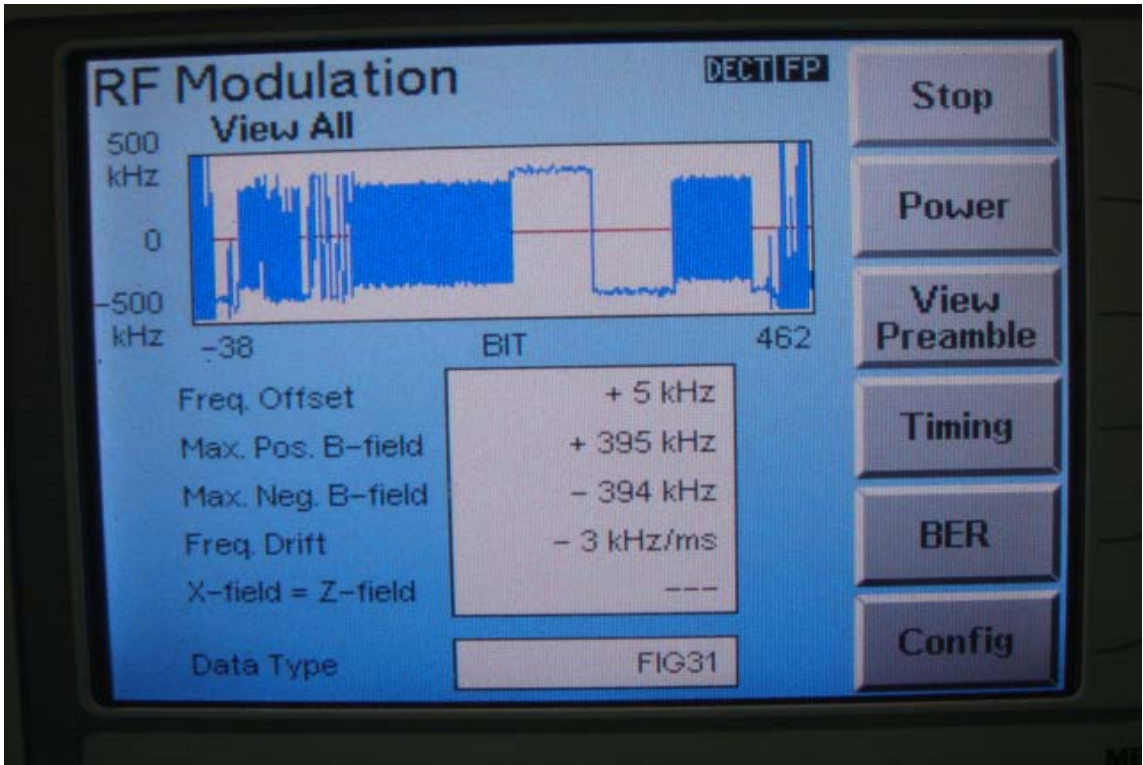 RF Modulation
DECT FP
View All
500
kHz
0
-500
kHz
-38
BIT
462
Freq. Offset
+ 5 kHz
Max. Pos. B-field
+ 395 kHz
Max. Neg. B-field
- 394 kHz
Freq. Drift
- 3 kHz/ms
X-field = Z-field
---
Data Type
FIG31
Stop
Power
View
Preamble
Timing
BER
Config